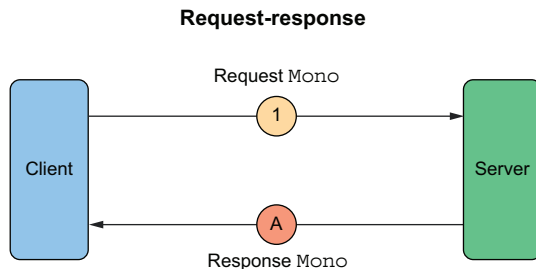 Request-response
Request Mono
1
Client
Server
A
Response Mono